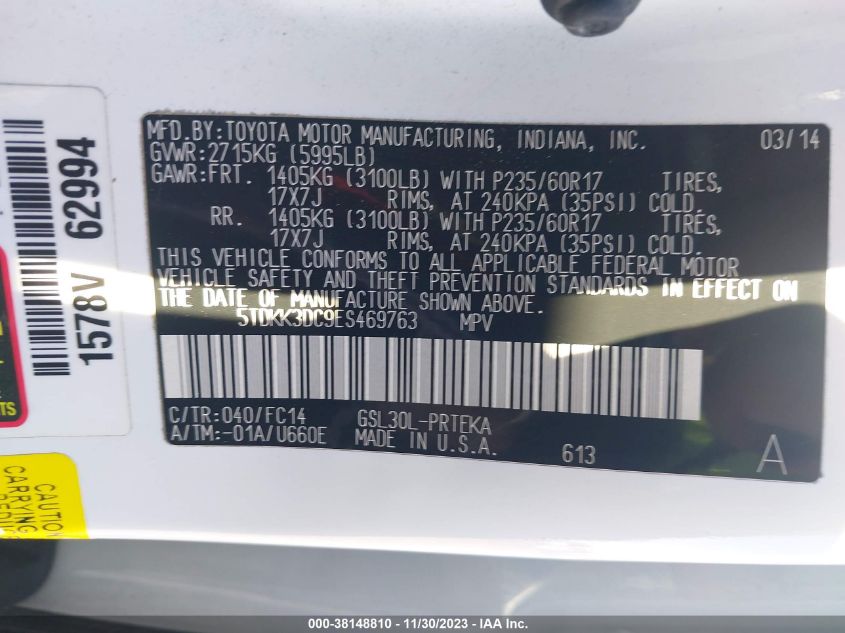 MFD.BY:TOYOTA MOTOR MANUFACTURING, INDIANA, INC. 03/14
GVWR:2715KG (5995LB)
GAWR:FRT. 1405KG (3100LB) WITH P235/60R17 TIRES,
17X7J RIMS, AT 240KPA (35PSI) COLD.
RR. 1405KG (3100LB) WITH P235/60R17 TIRES,
17X7J RIMS, AT 240KPA (35PSI) COLD.
THIS VEHICLE CONFORMS TO ALL APPLICABLE FEDERAL MOTOR
VEHICLE SAFETY AND THEFT PREVENTION STANDARDS IN EFFECT ON
THE DATE OF MANUFACTURE SHOWN ABOVE.
5TDKK3DC9ES469763 MPV
C/TR:040/FC14 GSL30L-PRTEKA
A/TM:-01A/U660E MADE IN U.S.A. 613 A
1578V 62994
TS
CAUTION
000-38148810 - 11/30/2023 - IAA Inc.